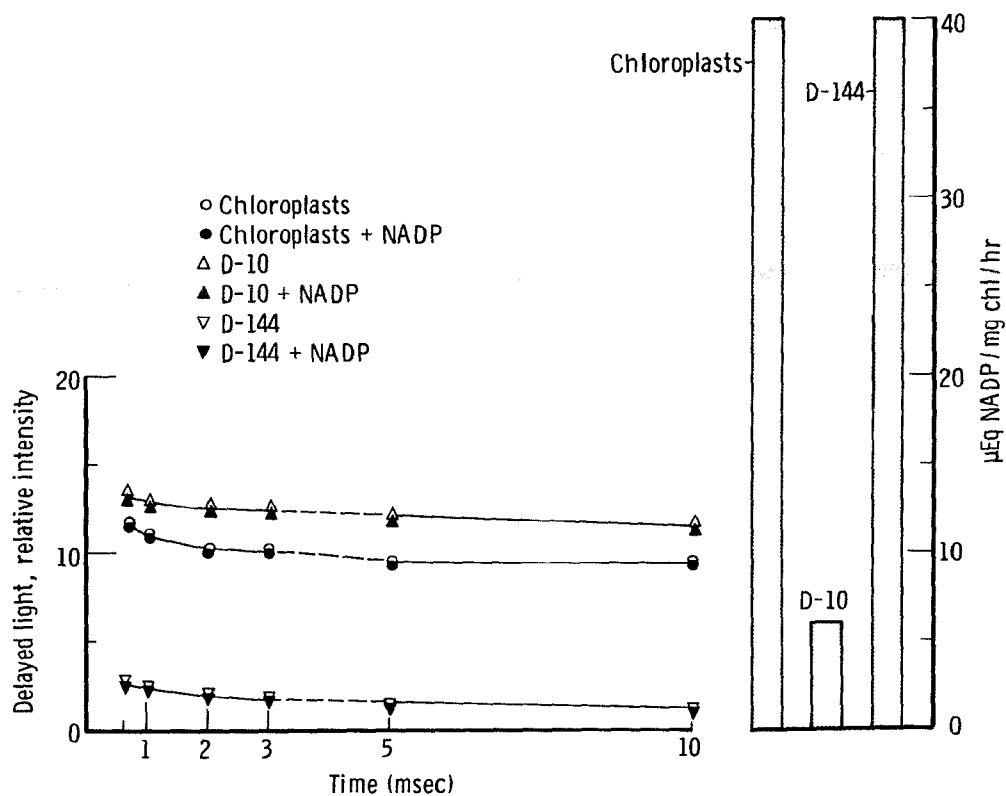 Chloroplasts
D-144
D-10
40
30
20
10
0
µEq NADP/mg chl/hr
Chloroplasts
Chloroplasts + NADP
D-10
D-10 + NADP
D-144
D-144 + NADP
20
10
0
Delayed light, relative intensity
1 2 3 5 10
Time (msec)